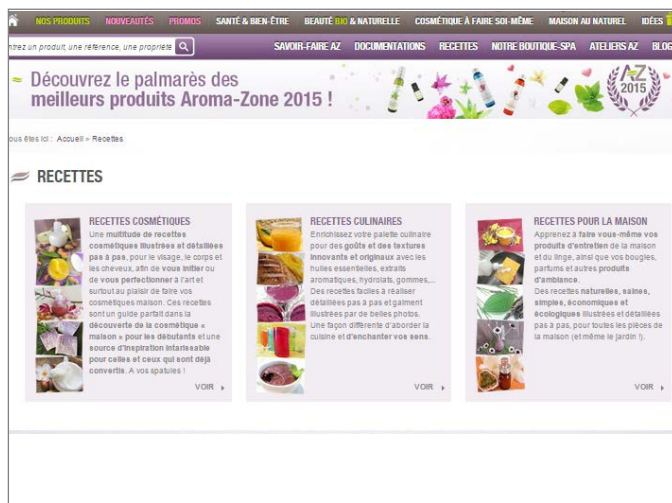 NOS PRODUITS NOUVEAUTÉS PROMOS SANTÉ & BIEN-ÊTRE BEAUTÉ BIO & NATURELLE COSMÉTIQUE À FAIRE SOI-MÊME MAISON AU NATUREL IDÉES
ntrez un produit, une référence, une propriété SAVOIR-FAIRE AZ DOCUMENTATIONS RECETTES NOTRE BOUTIQUE-SPA ATELIERS AZ BLOG
Découvrez le palmarès des
meilleurs produits Aroma-Zone 2015 !
A-Z
2015
ous êtes ici : Accueil » Recettes
RECETTES
RECETTES COSMÉTIQUES
Une multitude de recettes
cosmétiques illustrées et détaillées
pas à pas, pour le visage, le corps et
les cheveux, afin de vous initier ou
de vous perfectionner à l'art et
surtout au plaisir de faire vos
cosmétiques maison. Ces recettes
sont un guide parfait dans la
découverte de la cosmétique «
maison » pour les débutants et une
source d'inspiration intarissable
pour celles et ceux qui sont déjà
convertis. A vos spatules !
VOIR
RECETTES CULINAIRES
Enrichissez votre palette culinaire
pour des goûts et des textures
innovants et originaux avec les
huiles essentielles, extraits
aromatiques, hydrolats, gommes,...
Des recettes faciles à réaliser
détaillées pas à pas et gaiment
illustrées par de belles photos.
Une façon différente d'aborder la
cuisine et d'enchanter vos sens.
VOIR
RECETTES POUR LA MAISON
Apprenez à faire vous-même vos
produits d'entretien de la maison
et du linge, ainsi que vos bougies,
parfums et autres produits
d'ambiance.
Des recettes naturelles, saines,
simples, économiques et
écologiques illustrées et détaillées
pas à pas, pour toutes les pièces de
la maison (et même le jardin !).
VOIR